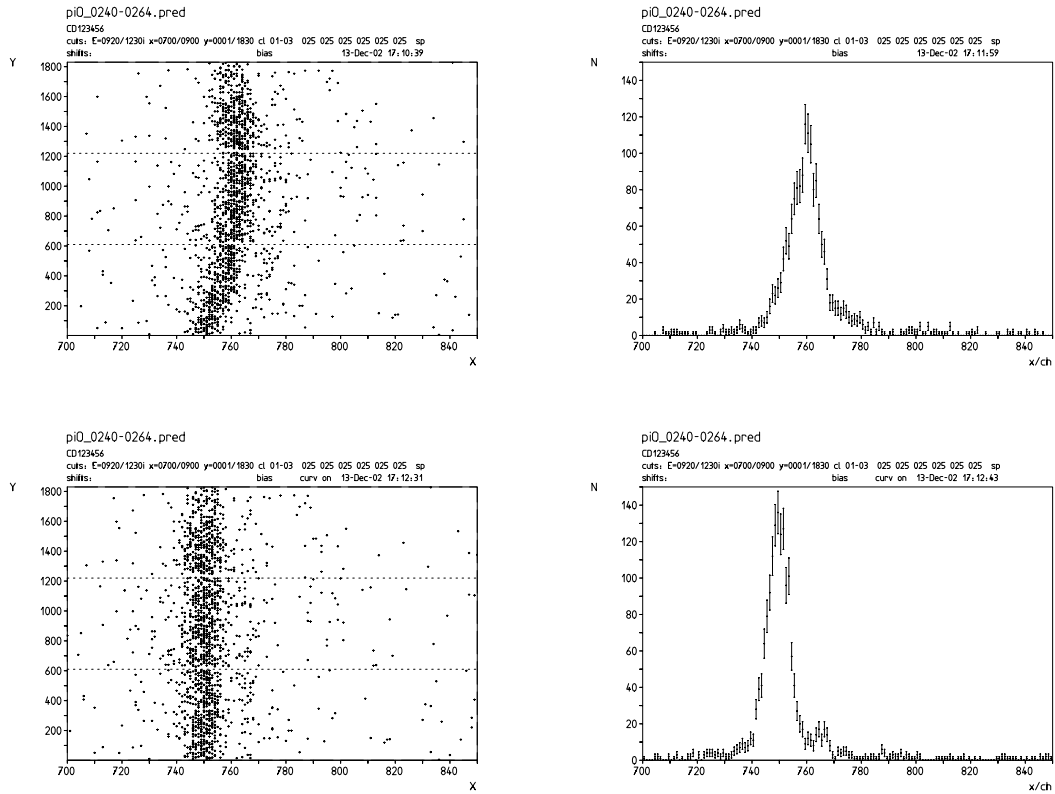 pi0_0240-0264.pred
CD123456
cuts: E=0920/1230i x=0700/0900 y=0001/1830 cl 01-03 025 025 025 025 025 025 sp
shifts: bias 13-Dec-02 17:10:39
Y
1800
1600
1400
1200
1000
800
600
400
200
700 720 740 760 780 800 820 840
X
pi0_0240-0264.pred
CD123456
cuts: E=0920/1230i x=0700/0900 y=0001/1830 cl 01-03 025 025 025 025 025 025 sp
shifts: bias 13-Dec-02 17:11:59
N
140
120
100
80
60
40
20
0
700 720 740 760 780 800 820 840
x/ch
pi0_0240-0264.pred
CD123456
cuts: E=0920/1230i x=0700/0900 y=0001/1830 cl 01-03 025 025 025 025 025 025 sp
shifts: bias curv on 13-Dec-02 17:12:31
Y
1800
1600
1400
1200
1000
800
600
400
200
700 720 740 760 780 800 820 840
X
pi0_0240-0264.pred
CD123456
cuts: E=0920/1230i x=0700/0900 y=0001/1830 cl 01-03 025 025 025 025 025 025 sp
shifts: bias curv on 13-Dec-02 17:12:43
N
140
120
100
80
60
40
20
0
700 720 740 760 780 800 820 840
x/ch